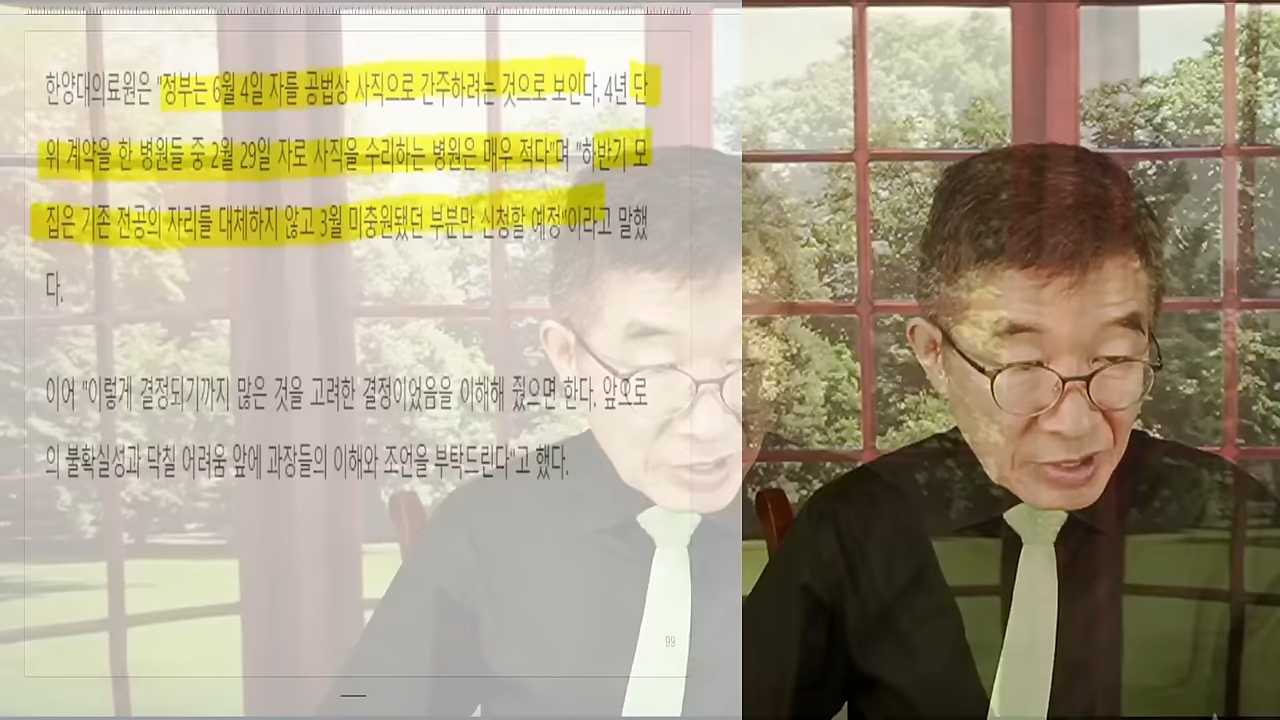 한양대의료원은 "정부는 6월 4일 자를 공법상 사직으로 간주하려는 것으로 보인다. 4년 단
위 계약을 한 병원들 중 2월 29일 자로 사직을 수리하는 병원은 매우 적다"며 "하반기 모
집은 기존 전공의 자리를 대체하지 않고 3월 미충원됐던 부분만 신청할 예정"이라고 말했
다.
이어 "이렇게 결정되기까지 많은 것을 고려한 결정이었음을 이해해 줬으면 한다. 앞으로
의 불확실성과 닥칠 어려움 앞에 과장들의 이해와 조언을 부탁드린다"고 했다.
99